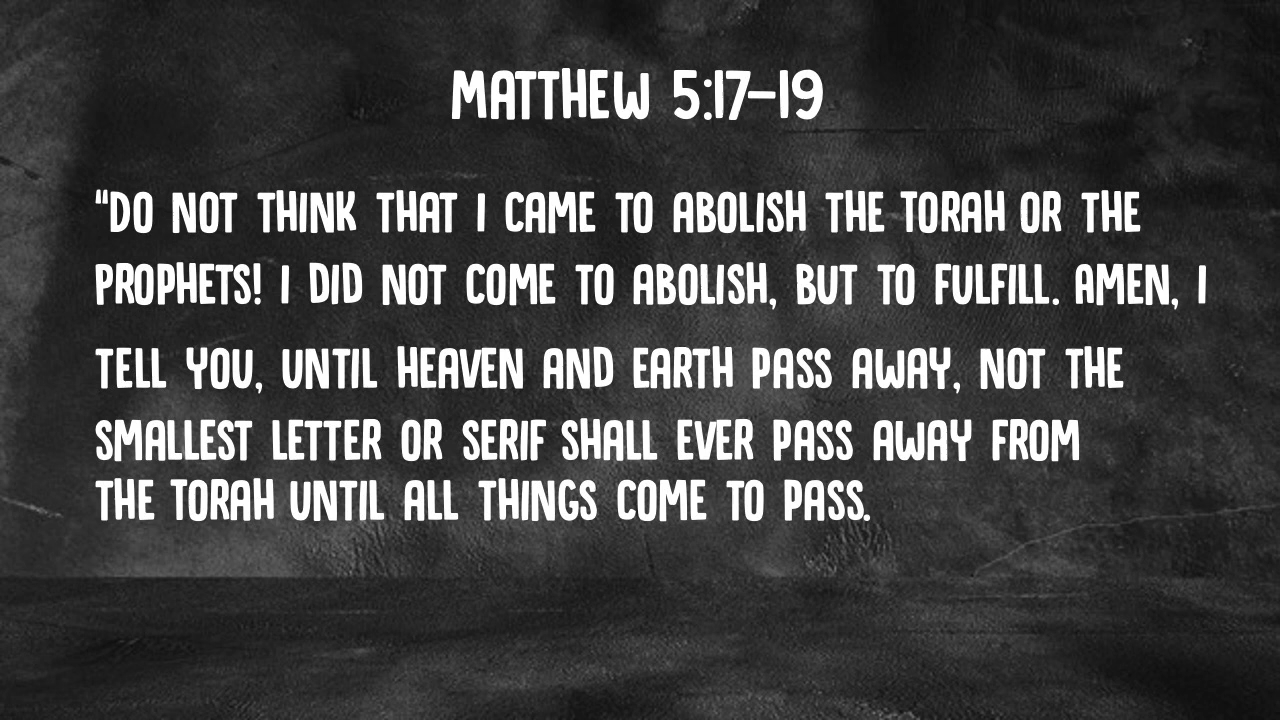 MATTHEW 5:17–19
“DO NOT THINK THAT I CAME TO ABOLISH THE TORAH OR THE
PROPHETS! I DID NOT COME TO ABOLISH, BUT TO FULFILL. AMEN, I
TELL YOU, UNTIL HEAVEN AND EARTH PASS AWAY, NOT THE
SMALLEST LETTER OR SERIF SHALL EVER PASS AWAY FROM
THE TORAH UNTIL ALL THINGS COME TO PASS.